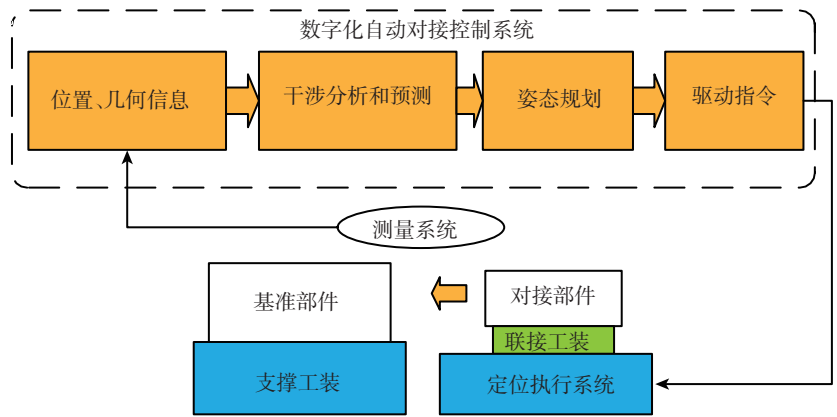 数字化自动对接控制系统
位置、几何信息
干涉分析和预测
姿态规划
驱动指令
测量系统
基准部件
对接部件
联接工装
支撑工装
定位执行系统